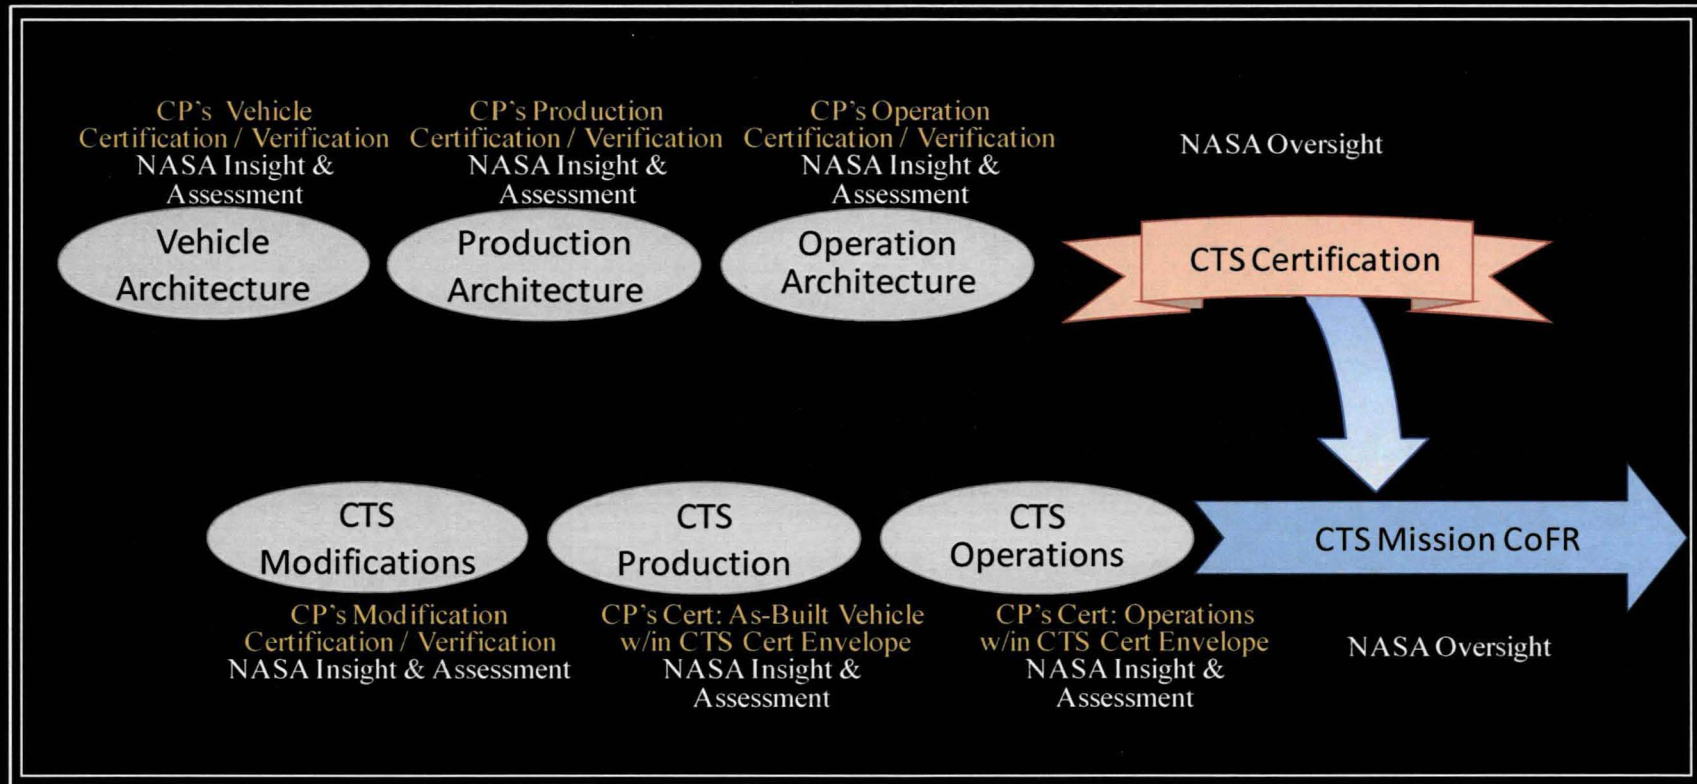 CP's Vehicle
Certification / Verification
NASA Insight &
Assessment
Vehicle
Architecture
CP's Production
Certification / Verification
NASA Insight &
Assessment
Production
Architecture
CP's Operation
Certification / Verification
NASA Insight &
Assessment
Operation
Architecture
NASA Oversight
CTS Certification
CTS
Modifications
CP's Modification
Certification / Verification
NASA Insight & Assessment
CTS
Production
CP's Cert: As-Built Vehicle
w/in CTS Cert Envelope
NASA Insight &
Assessment
CTS
Operations
CP's Cert: Operations
w/in CTS Cert Envelope
NASA Insight &
Assessment
CTS Mission CoFR
NASA Oversight